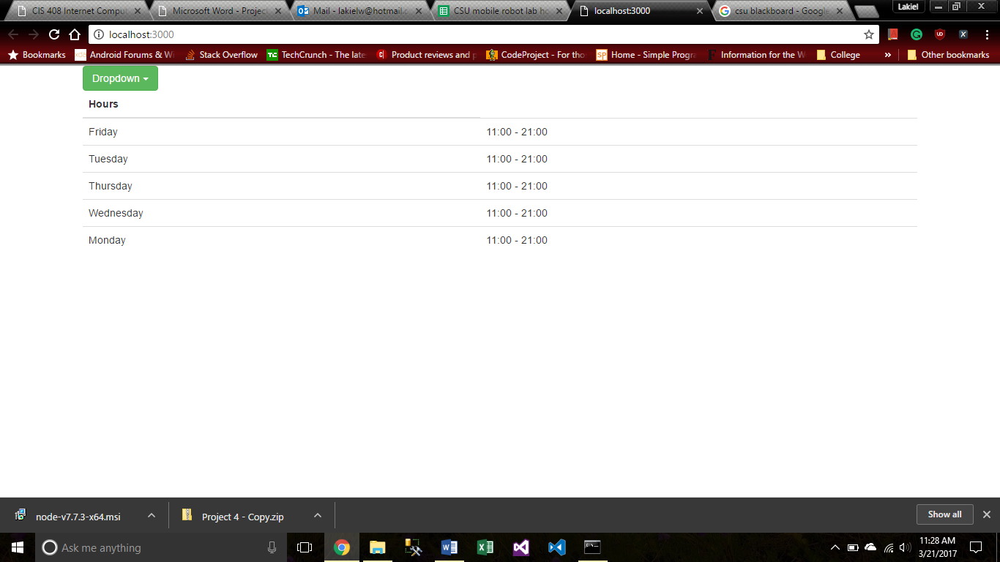 CIS 408 Internet Comput
Microsoft Word - Project
Mail - lakielw@hotmail.c
CSU mobile robot lab ho
localhost:3000
csu blackboard - Google
Lakiel
localhost:3000
Bookmarks
Android Forums & W
Stack Overflow
TechCrunch - The late
Product reviews and p
CodeProject - For tho
Home - Simple Progra
Information for the W
College
»
Other bookmarks
Dropdown
Hours
Friday 11:00 - 21:00
Tuesday 11:00 - 21:00
Thursday 11:00 - 21:00
Wednesday 11:00 - 21:00
Monday 11:00 - 21:00
node-v7.7.3-x64.msi
Project 4 - Copy.zip
Show all
Ask me anything
11:28 AM
3/21/2017